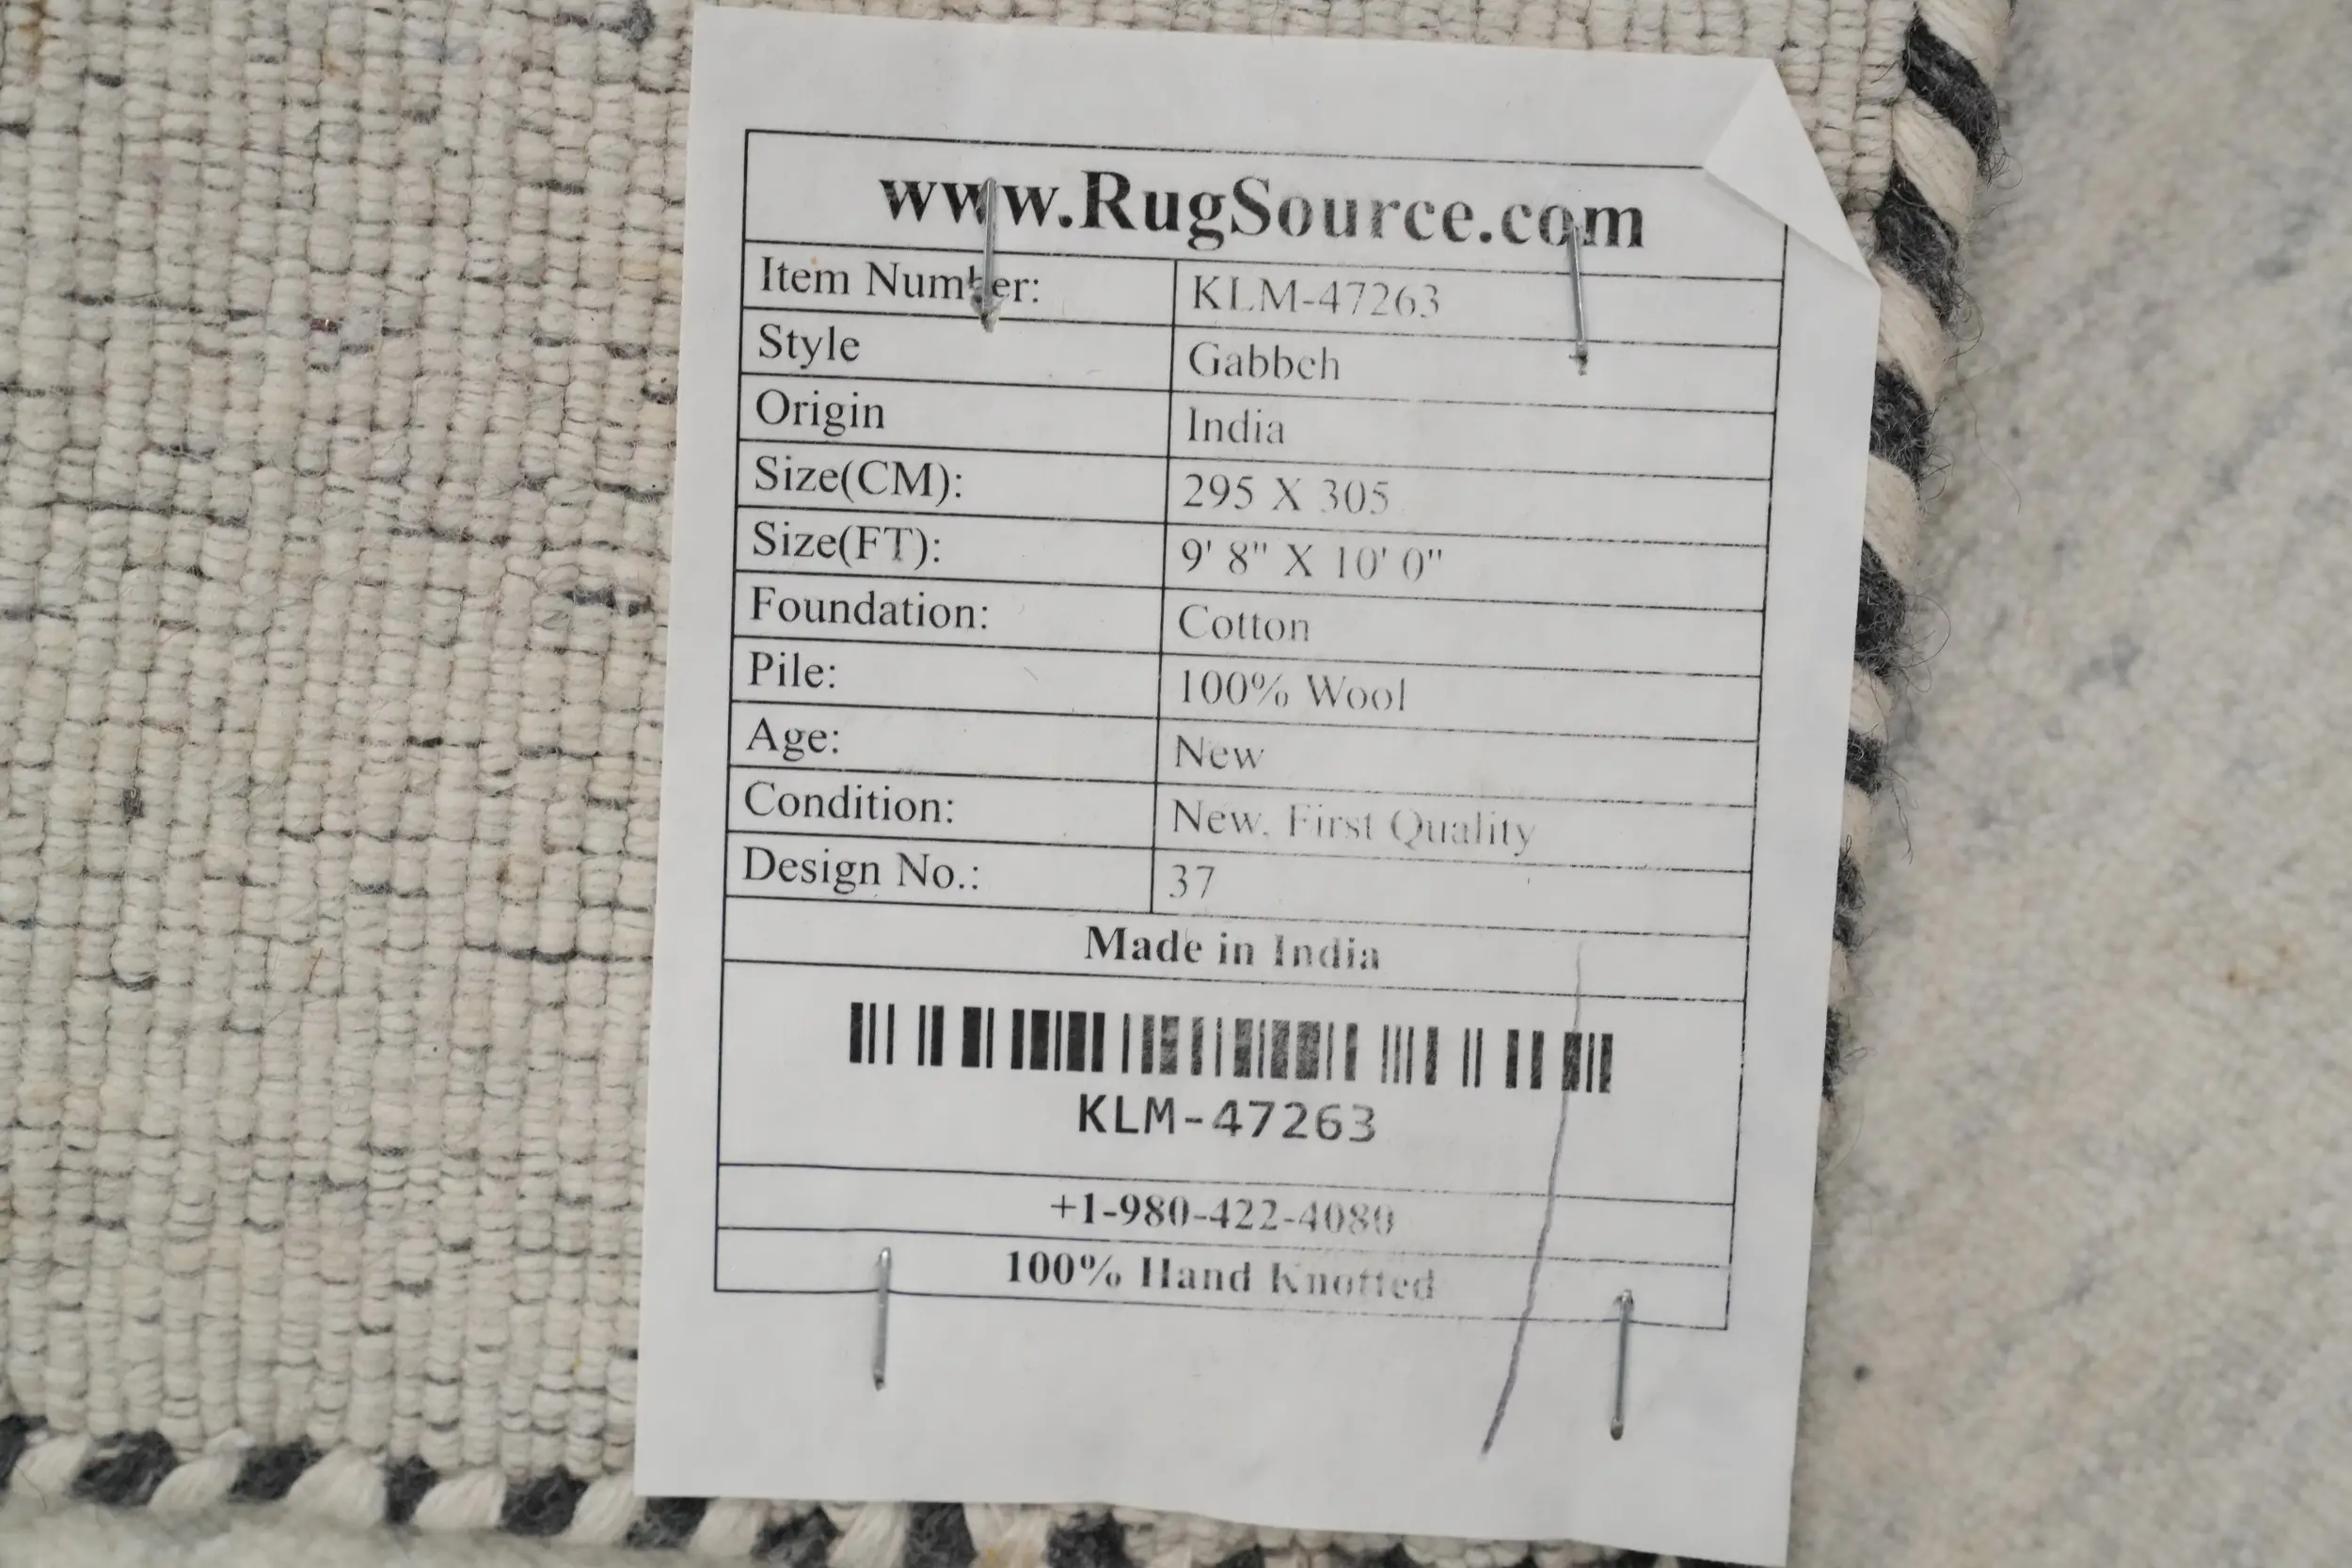 www.RugSource.com
Item Number: KLM-47263
Style Gabbeh
Origin India
Size(CM): 295 X 305
Size(FT): 9' 8" X 10' 0"
Foundation: Cotton
Pile: 100% Wool
Age: New
Condition: New, First Quality
Design No.: 37
Made in India
KLM-47263
+1-980-422-4080
100% Hand Knotted